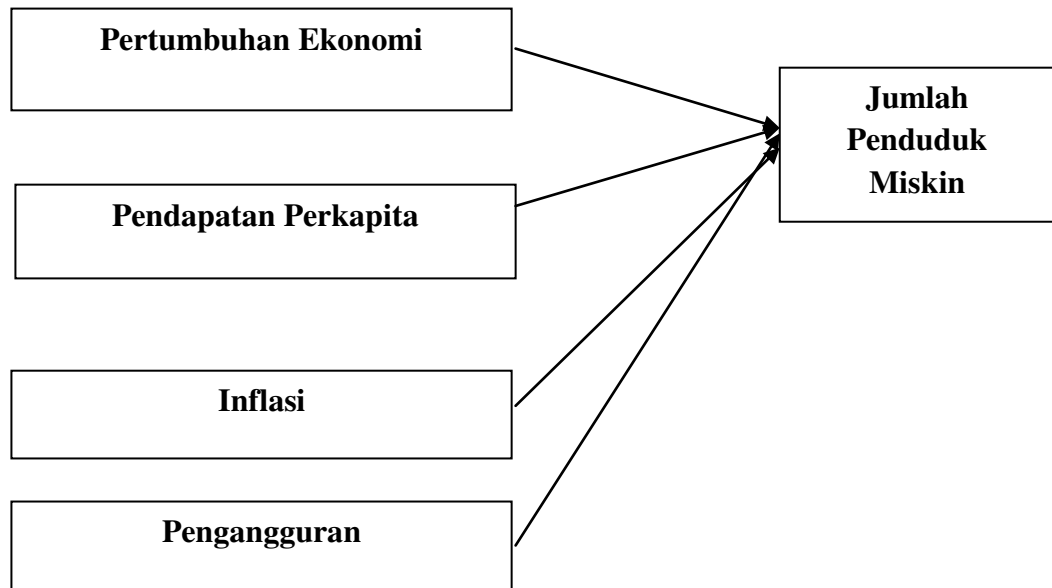 Pertumbuhan Ekonomi
Jumlah
Penduduk
Miskin
Pendapatan Perkapita
Inflasi
Pengangguran